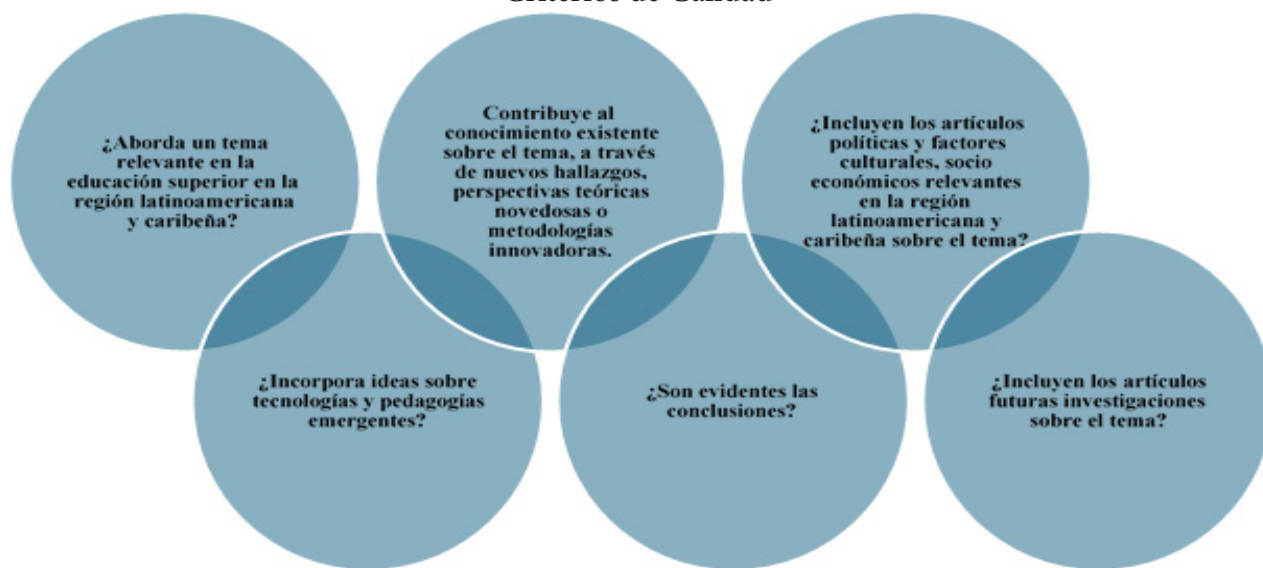 Criterios de Calidad
¿Aborda un tema
relevante en la
educación superior en la
región latinoamericana
y caribeña?
Contribuye al
conocimiento existente
sobre el tema, a través
de nuevos hallazgos,
perspectivas teóricas
novedosas o
metodologías
innovadoras.
¿Incluyen los artículos
políticas y factores
culturales, socio
económicos relevantes
en la región
latinoamericana y
caribeña sobre el tema?
¿Incorpora ideas sobre
tecnologías y pedagogías
emergentes?
¿Son evidentes las
conclusiones?
¿Incluyen los artículos
futuras investigaciones
sobre el tema?